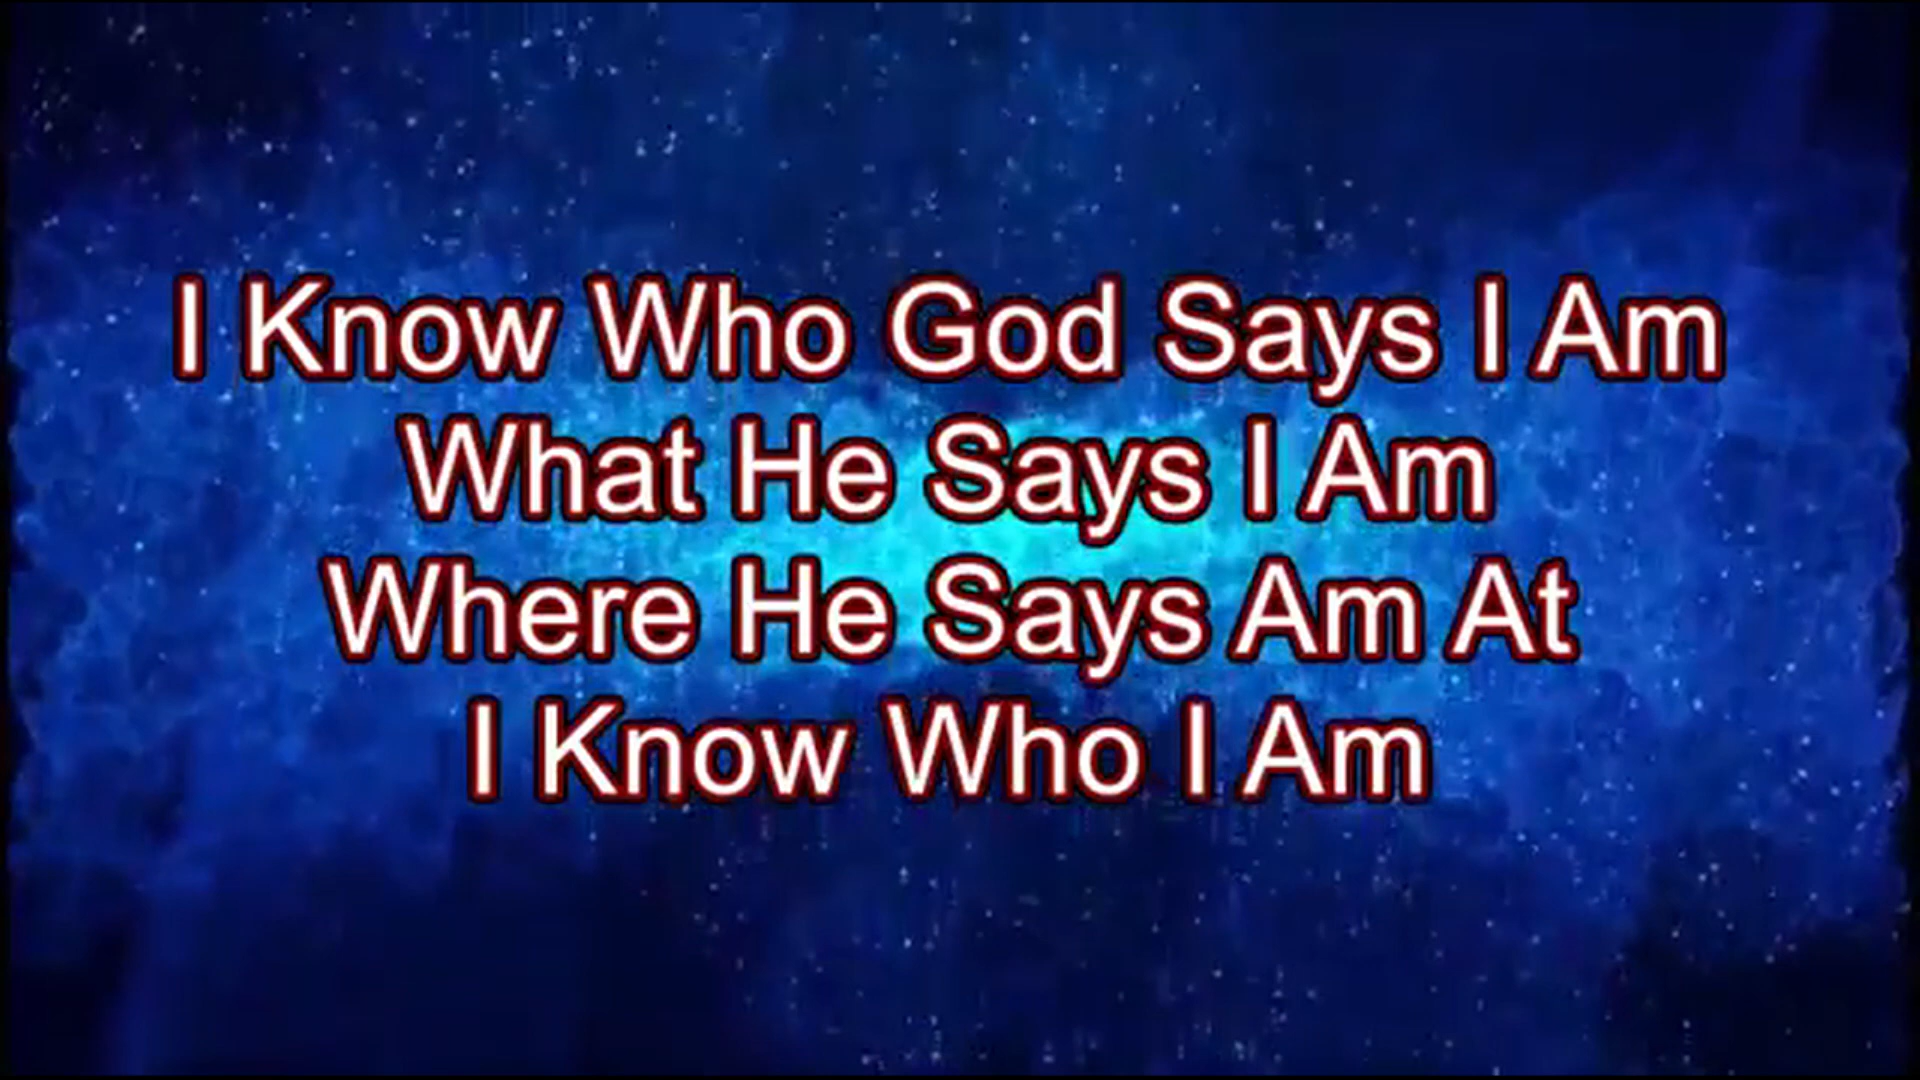 I Know Who God Says I Am
What He Says I Am
Where He Says Am At
I Know Who I Am